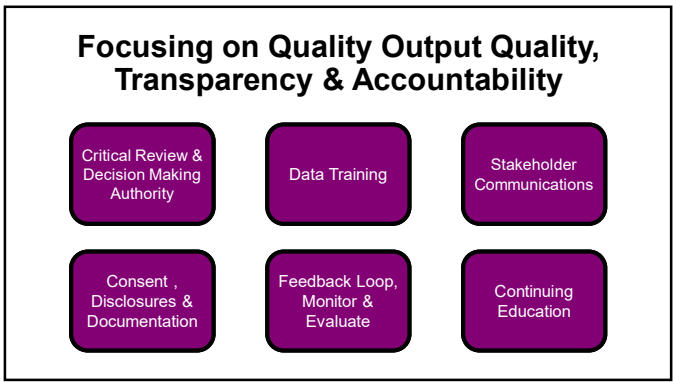 Focusing on Quality Output Quality,
Transparency & Accountability
Critical Review &
Decision Making
Authority
Data Training
Stakeholder
Communications
Consent ,
Disclosures &
Documentation
Feedback Loop,
Monitor &
Evaluate
Continuing
Education